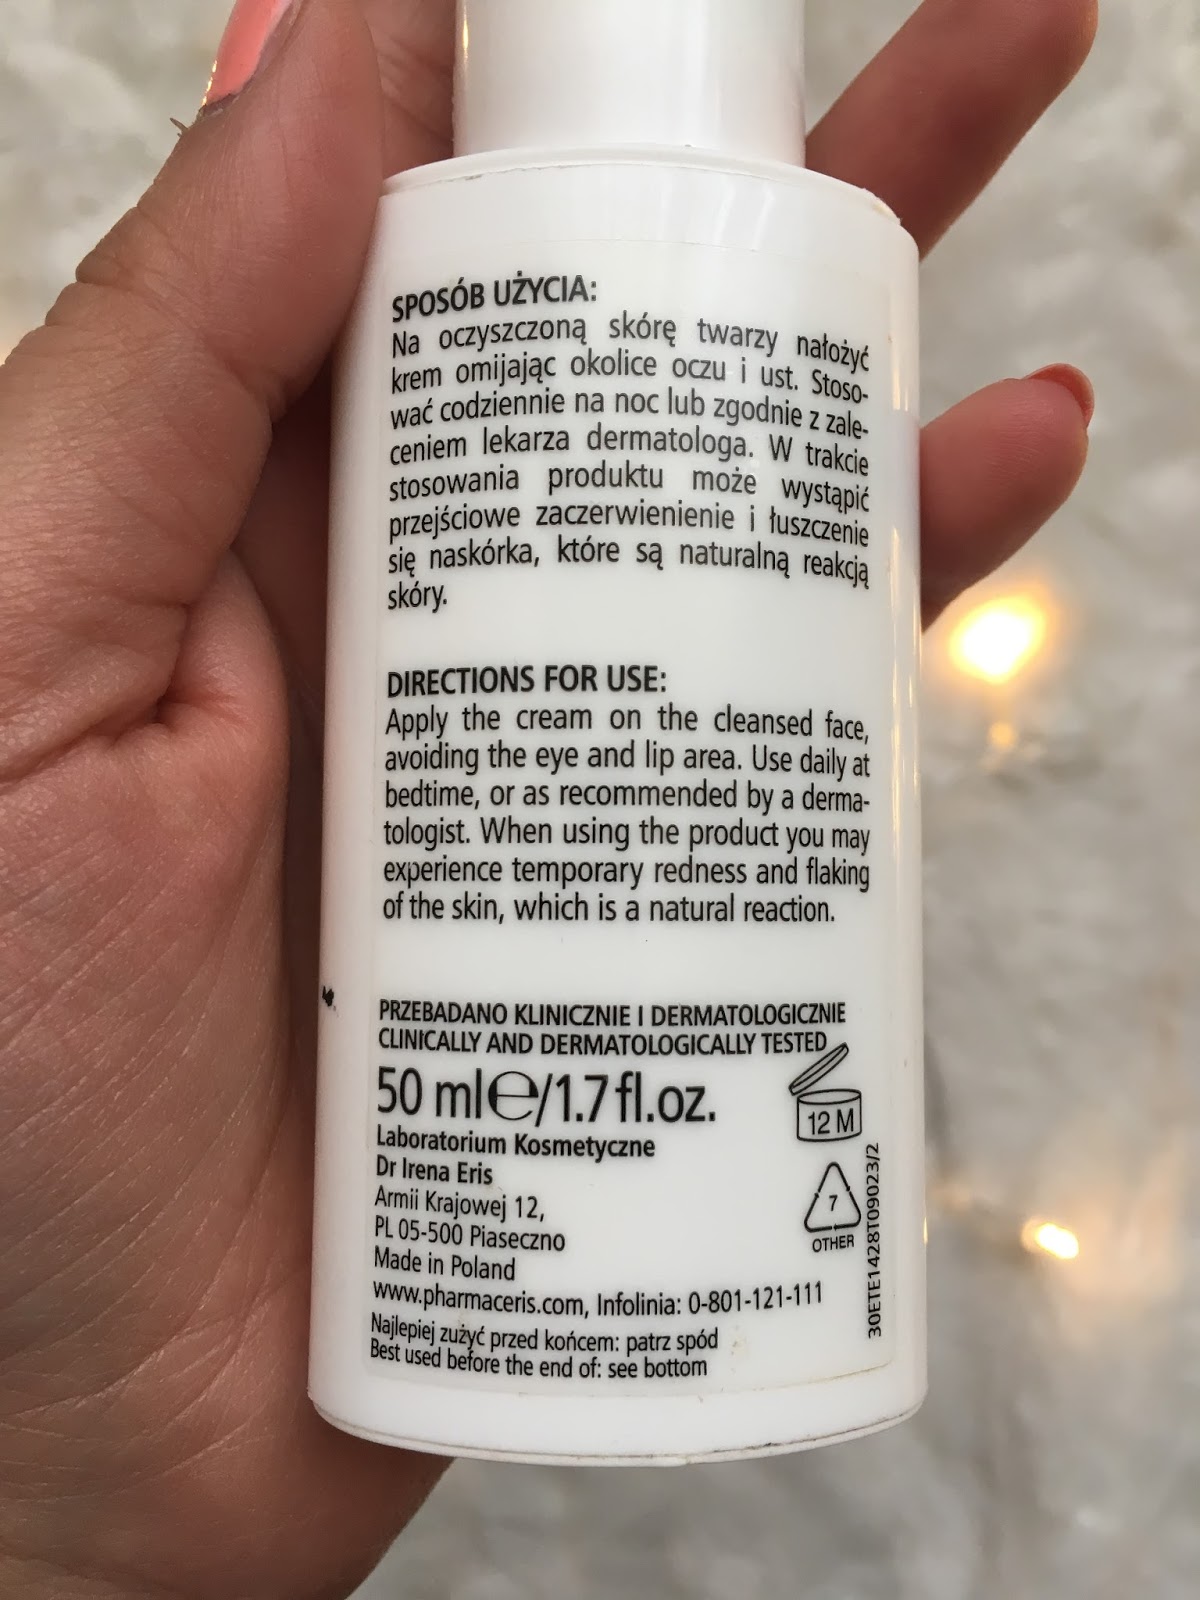 SPOSÓB UŻYCIA:
Na oczyszczoną skórę twarzy nałożyć
krem omijając okolice oczu i ust. Stoso-
wać codziennie na noc lub zgodnie z zale-
ceniem lekarza dermatologa. W trakcie
stosowania produktu może wystąpić
przejściowe zaczerwienienie i łuszczenie
się naskórka, które są naturalną reakcją
skóry.
DIRECTIONS FOR USE:
Apply the cream on the cleansed face,
avoiding the eye and lip area. Use daily at
bedtime, or as recommended by a derma-
tologist. When using the product you may
experience temporary redness and flaking
of the skin, which is a natural reaction.
PRZEBADANO KLINICZNIE I DERMATOLOGICZNIE
CLINICALLY AND DERMATOLOGICALLY TESTED
50 ml℮/1.7 fl.oz.
12 M
Laboratorium Kosmetyczne
Dr Irena Eris
Armii Krajowej 12,
PL 05-500 Piaseczno
Made in Poland
www.pharmaceris.com, Infolinia: 0-801-121-111
Najlepiej zużyć przed końcem: patrz spód
Best used before the end of: see bottom
7
OTHER
30ETE1428T09023/2